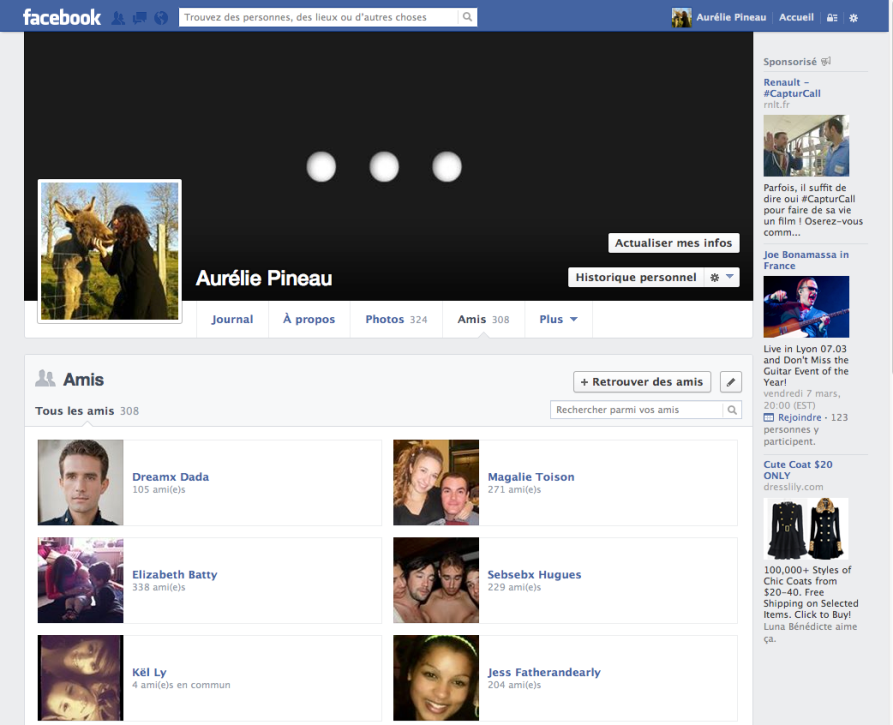 facebook
Trouvez des personnes, des lieux ou d'autres choses
Aurélie Pineau
Accueil
Actualiser mes infos
Aurélie Pineau
Historique personnel
Journal
À propos
Photos 324
Amis 308
Plus
Amis
+ Retrouver des amis
Tous les amis 308
Rechercher parmi vos amis
Dreamx Dada
105 ami(e)s
Magalie Toison
271 ami(e)s
Elizabeth Batty
338 ami(e)s
Sebsebx Hugues
229 ami(e)s
Kël Ly
4 ami(e)s en commun
Jess Fatherandearly
204 ami(e)s
Sponsorisé
Renault –
#CapturCall
rnlt.fr
Parfois, il suffit de
dire oui #CapturCall
pour faire de sa vie
un film ! Oserez-vous
comm...
Joe Bonamassa in
France
Live in Lyon 07.03
and Don't Miss the
Guitar Event of the
Year!
vendredi 7 mars,
20:00 (EST)
Rejoindre · 123
personnes y
participent.
Cute Coat $20
ONLY
dresslily.com
100,000+ Styles of
Chic Coats from
$20-40. Free
Shipping on Selected
Items. Click to Buy!
Luna Bénédicte aime
ça.